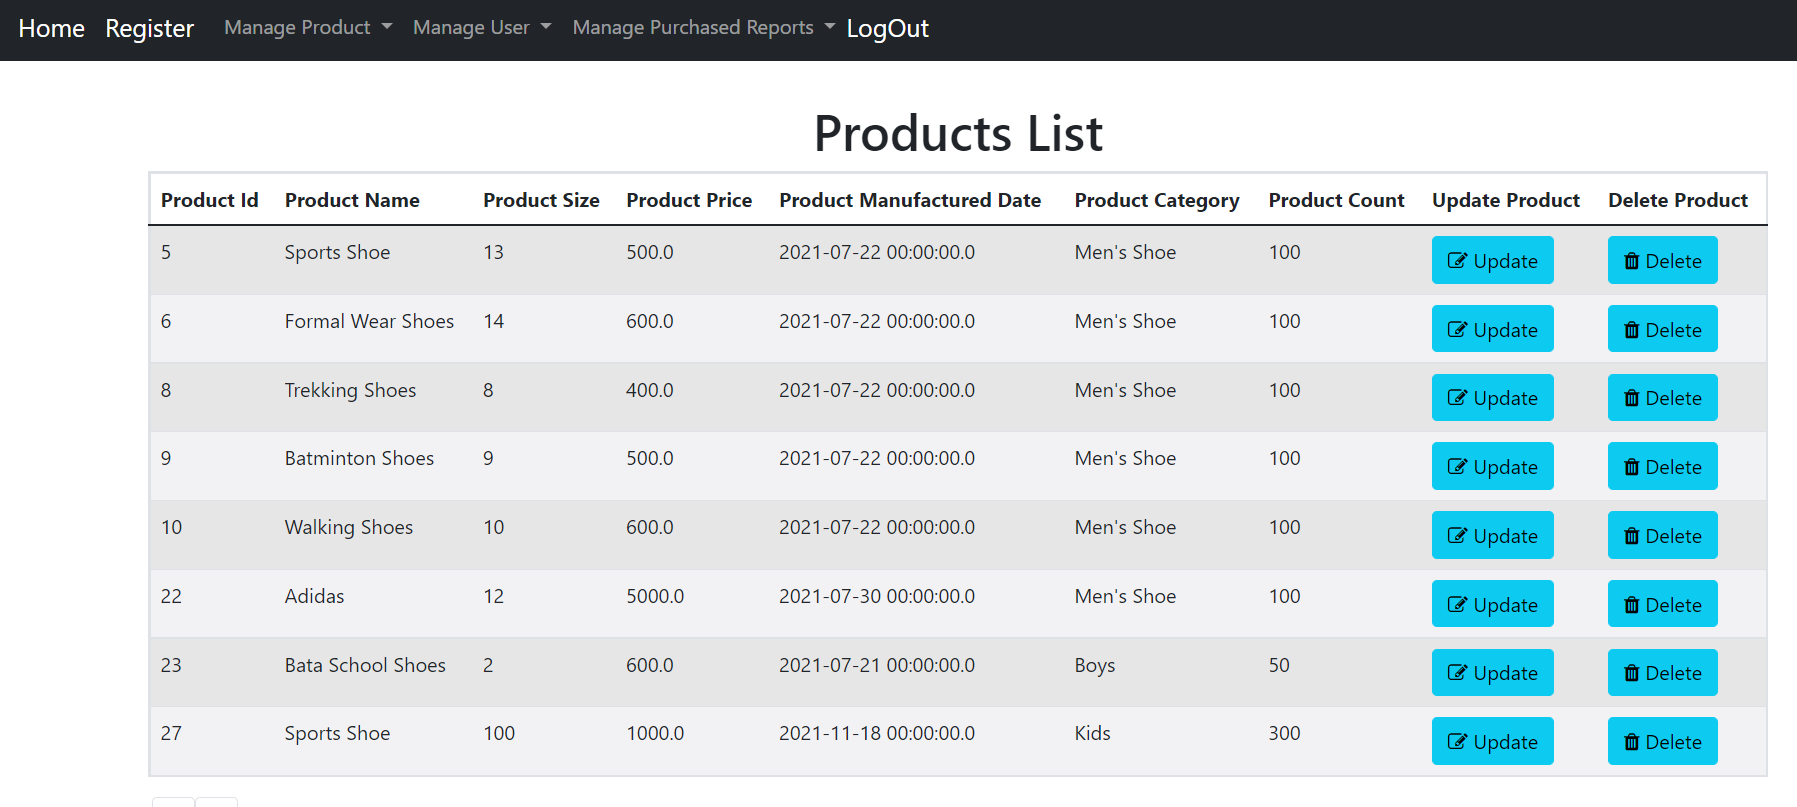 Home Register Manage Product Manage User Manage Purchased Reports LogOut
Products List
Product Id Product Name Product Size Product Price Product Manufactured Date Product Category Product Count Update Product Delete Product
5 Sports Shoe 13 500.0 2021-07-22 00:00:00.0 Men's Shoe 100 Update Delete
6 Formal Wear Shoes 14 600.0 2021-07-22 00:00:00.0 Men's Shoe 100 Update Delete
8 Trekking Shoes 8 400.0 2021-07-22 00:00:00.0 Men's Shoe 100 Update Delete
9 Batminton Shoes 9 500.0 2021-07-22 00:00:00.0 Men's Shoe 100 Update Delete
10 Walking Shoes 10 600.0 2021-07-22 00:00:00.0 Men's Shoe 100 Update Delete
22 Adidas 12 5000.0 2021-07-30 00:00:00.0 Men's Shoe 100 Update Delete
23 Bata School Shoes 2 600.0 2021-07-21 00:00:00.0 Boys 50 Update Delete
27 Sports Shoe 100 1000.0 2021-11-18 00:00:00.0 Kids 300 Update Delete